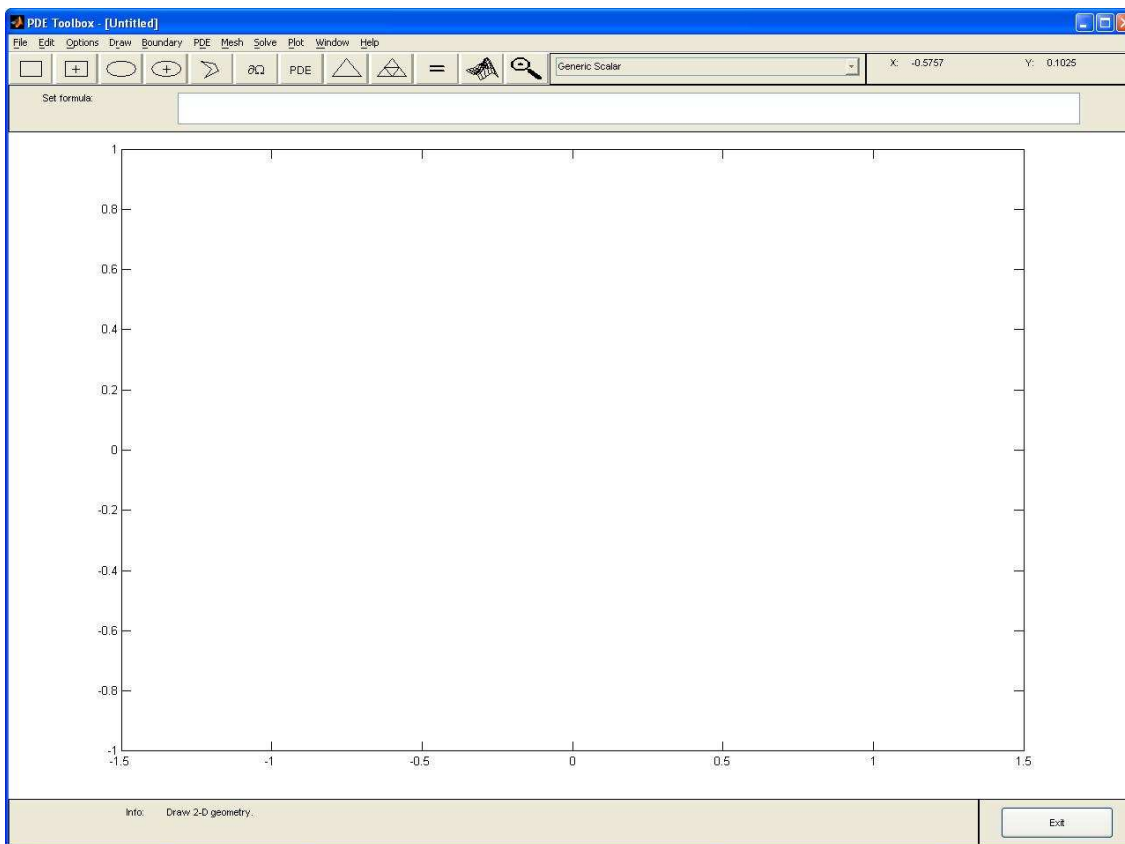 PDE Toolbox - [Untitled]
File Edit Options Draw Boundary PDE Mesh Solve Plot Window Help
∂Ω PDE = Generic Scalar X: -0.5757 Y: 0.1025
Set formula:
1
0.8
0.6
0.4
0.2
0
-0.2
-0.4
-0.6
-0.8
-1
-1.5 -1 -0.5 0 0.5 1 1.5
Info: Draw 2-D geometry.
Exit